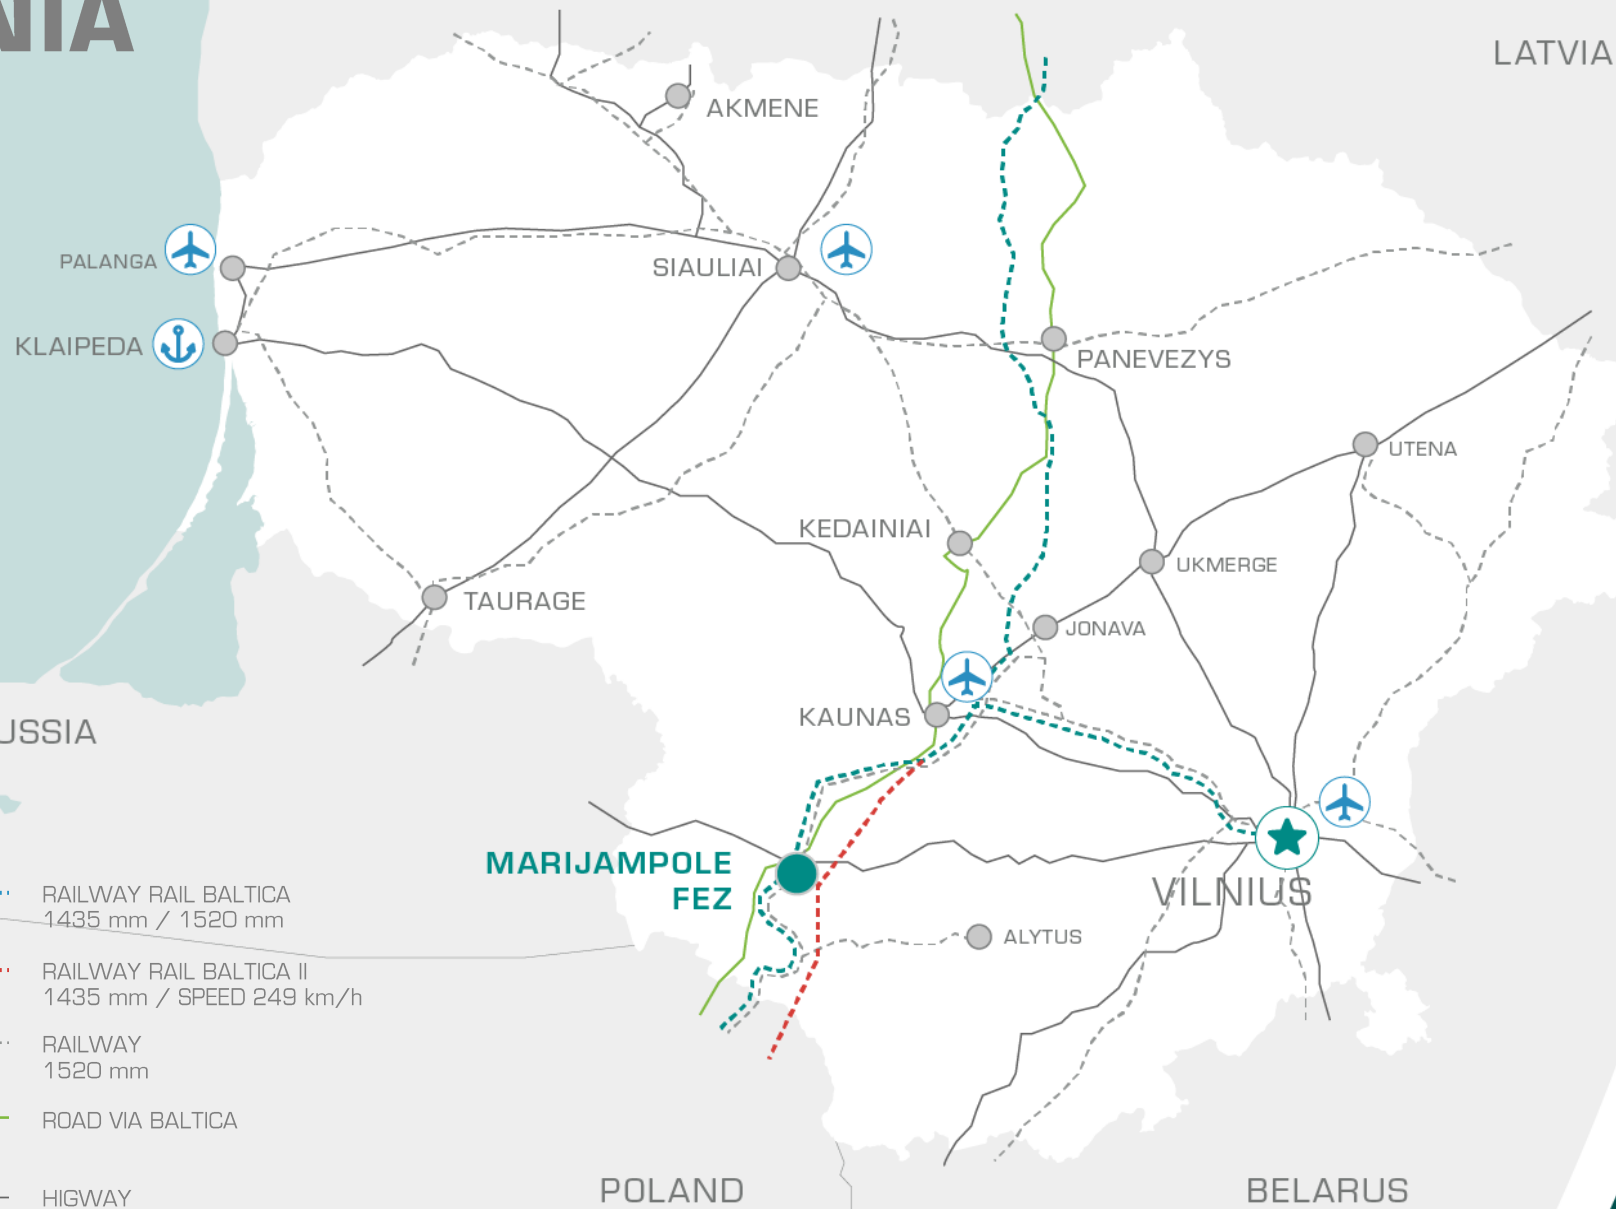 NIA
LATVIA
AKMENE
PALANGA
SIAULIAI
KLAIPEDA
PANEVEZYS
UTENA
KEDAINIAI
UKMERGE
TAURAGE
JONAVA
KAUNAS
USSIA
MARIJAMPOLE
FEZ
VILNIUS
ALYTUS
RAILWAY RAIL BALTICA
1435 mm / 1520 mm
RAILWAY RAIL BALTICA II
1435 mm / SPEED 249 km/h
RAILWAY
1520 mm
ROAD VIA BALTICA
HIGWAY
POLAND
BELARUS